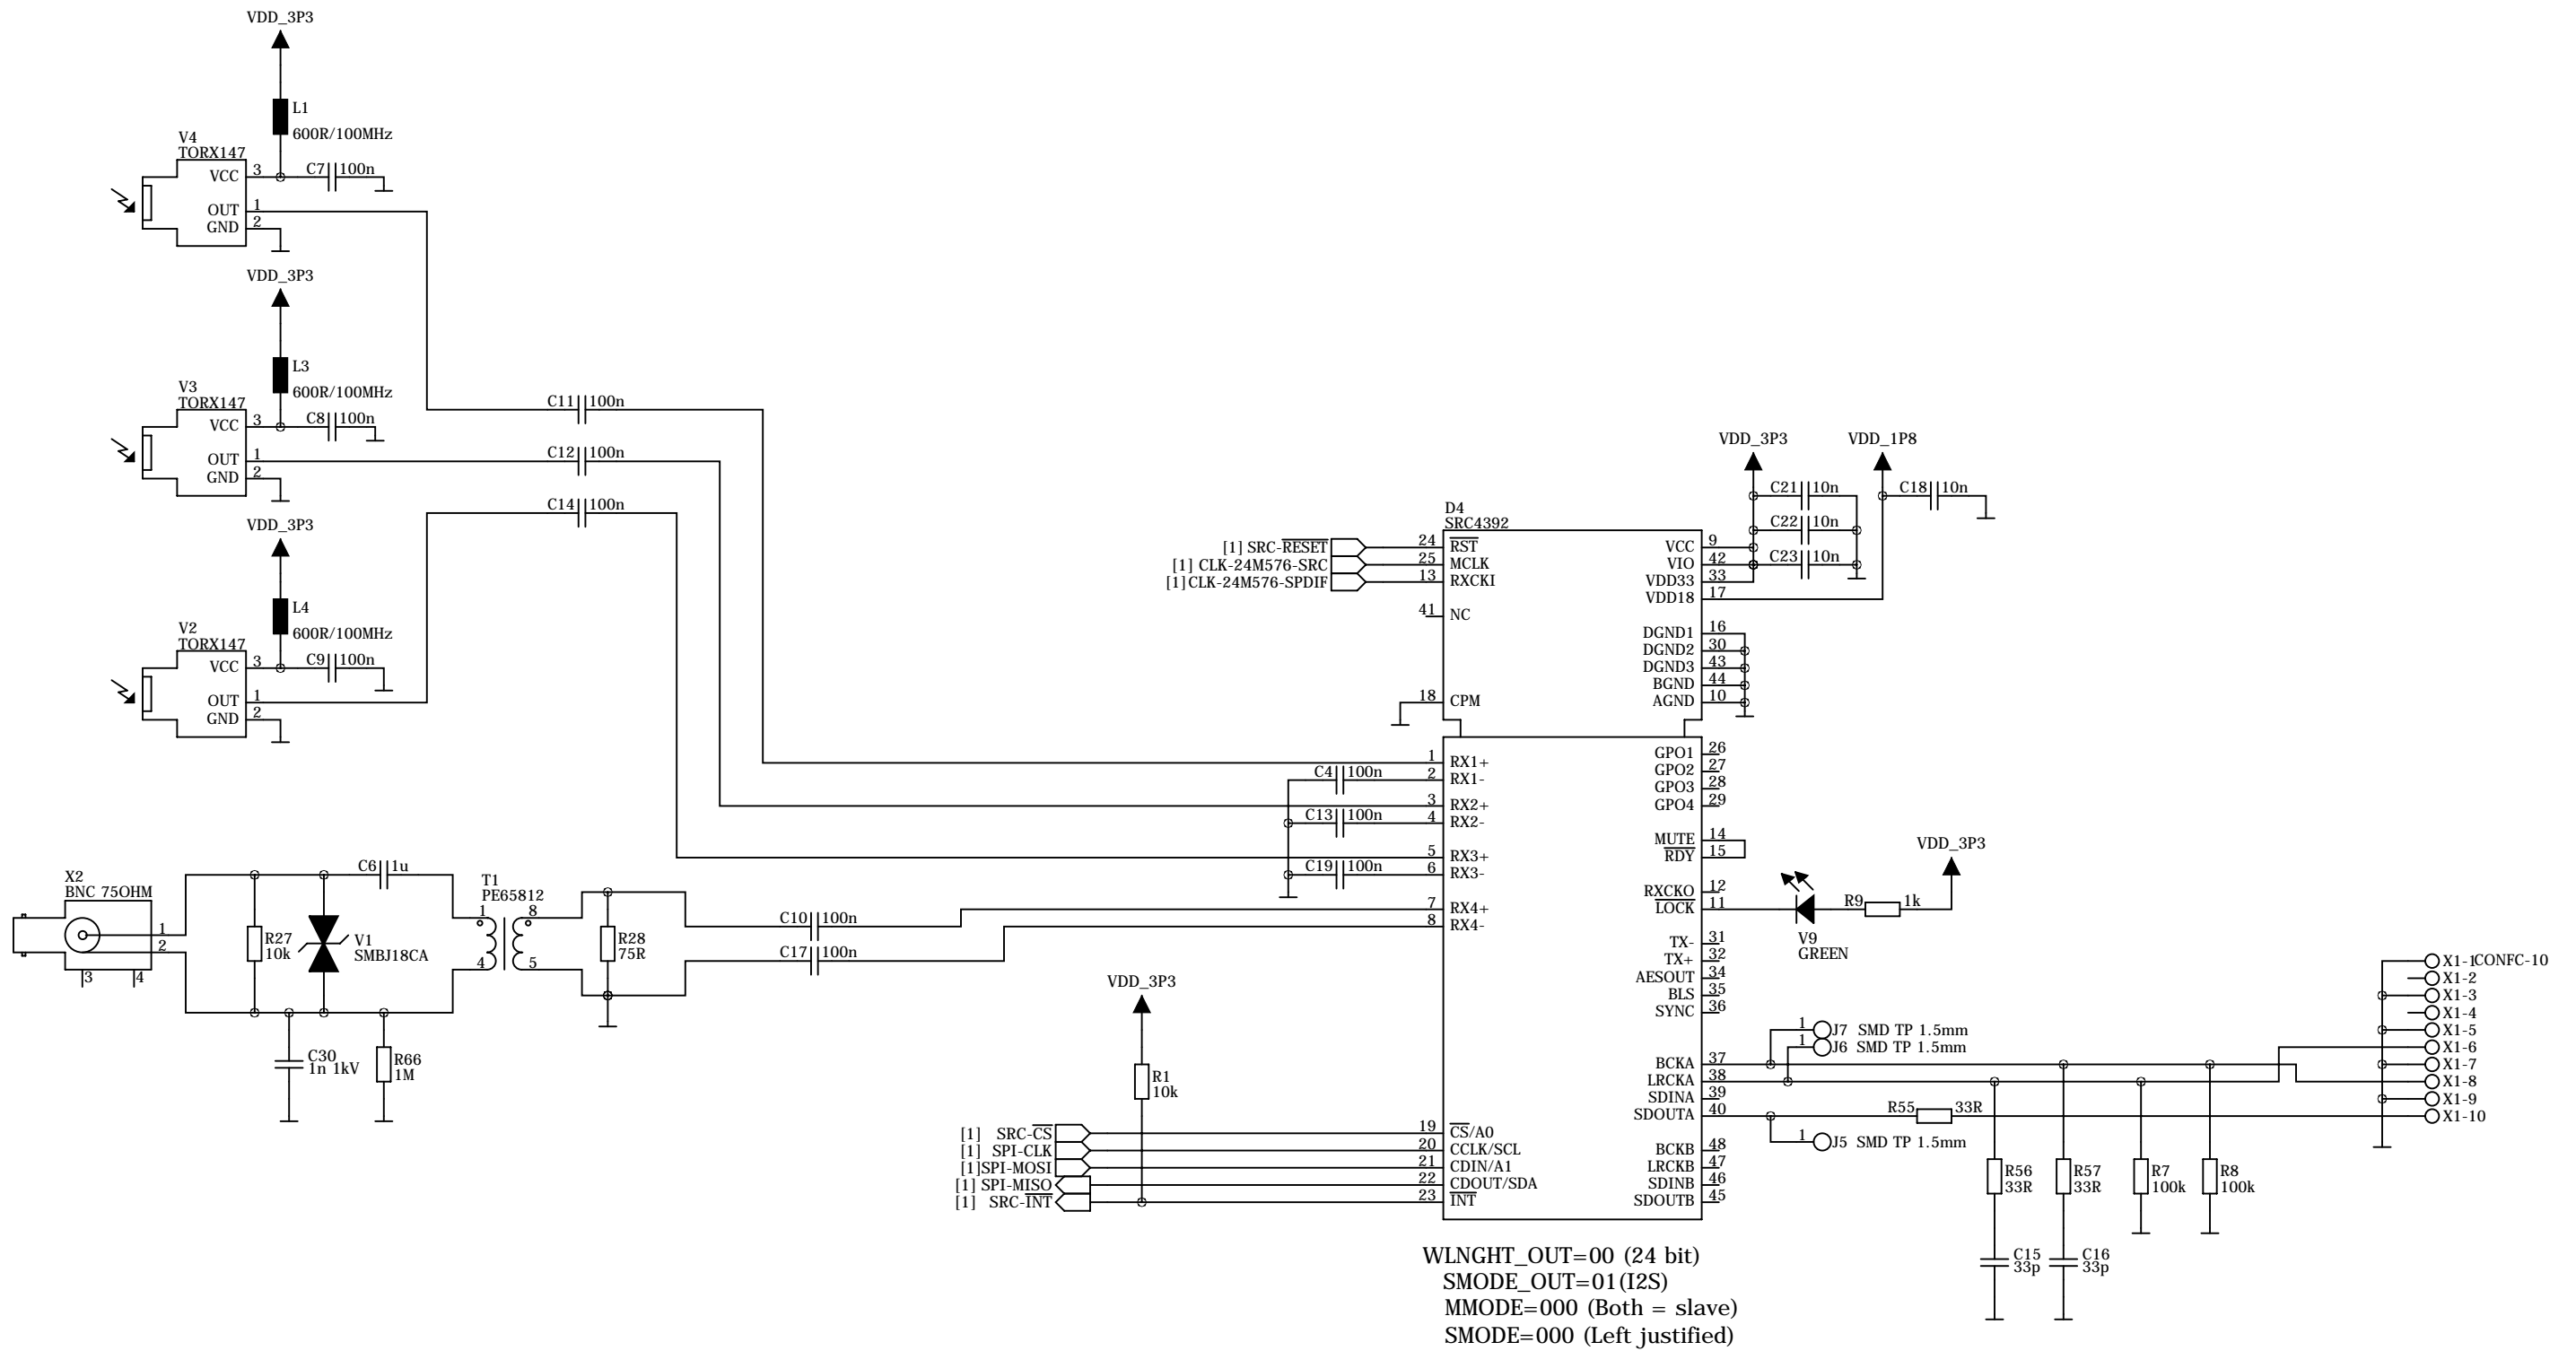 VDD_3P3
L1
600R/100MHz
V4
TORX147
VCC 3
C7 100n
OUT 1
GND 2
VDD_3P3
L3
600R/100MHz
V3
TORX147
VCC 3
C8 100n
OUT 1
GND 2
VDD_3P3
L4
600R/100MHz
V2
TORX147
VCC 3
C9 100n
OUT 1
GND 2
C11 100n
C12 100n
C14 100n
X2
BNC 75OHM
1
2
3 4
R27
10k
V1
SMBJ18CA
C6 1u
C30
1n 1kV
R66
1M
T1
PE65812
1 8
4 5
R28
75R
C10 100n
C17 100n
C4 100n
C13 100n
C19 100n
VDD_3P3
R1
10k
[1] SRC-RESET
[1] CLK-24M576-SRC
[1]CLK-24M576-SPDIF
[1] SRC-CS
[1] SPI-CLK
[1]SPI-MOSI
[1] SPI-MISO
[1] SRC-INT
D4
SRC4392
24 RST
25 MCLK
13 RXCKI
41 NC
18 CPM
VCC 9
VIO 42
VDD33 33
VDD18 17
DGND1 16
DGND2 30
DGND3 43
BGND 44
AGND 10
1 RX1+
2 RX1-
3 RX2+
4 RX2-
5 RX3+
6 RX3-
7 RX4+
8 RX4-
19 CS/A0
20 CCLK/SCL
21 CDIN/A1
22 CDOUT/SDA
23 INT
GPO1 26
GPO2 27
GPO3 28
GPO4 29
MUTE 14
RDY 15
RXCKO 12
LOCK 11
TX- 31
TX+ 32
AESOUT 34
BLS 35
SYNC 36
BCKA 37
LRCKA 38
SDINA 39
SDOUTA 40
BCKB 48
LRCKB 47
SDINB 46
SDOUTB 45
VDD_3P3
C21 10n
C22 10n
C23 10n
VDD_1P8
C18 10n
VDD_3P3
R9 1k
V9
GREEN
1 J7 SMD TP 1.5mm
1 J6 SMD TP 1.5mm
R55 33R
1 J5 SMD TP 1.5mm
R56
33R
R57
33R
R7
100k
R8
100k
C15
33p
C16
33p
X1-1CONFC-10
X1-2
X1-3
X1-4
X1-5
X1-6
X1-7
X1-8
X1-9
X1-10
WLNGHT_OUT=00 (24 bit)
SMODE_OUT=01(I2S)
MMODE=000 (Both = slave)
SMODE=000 (Left justified)